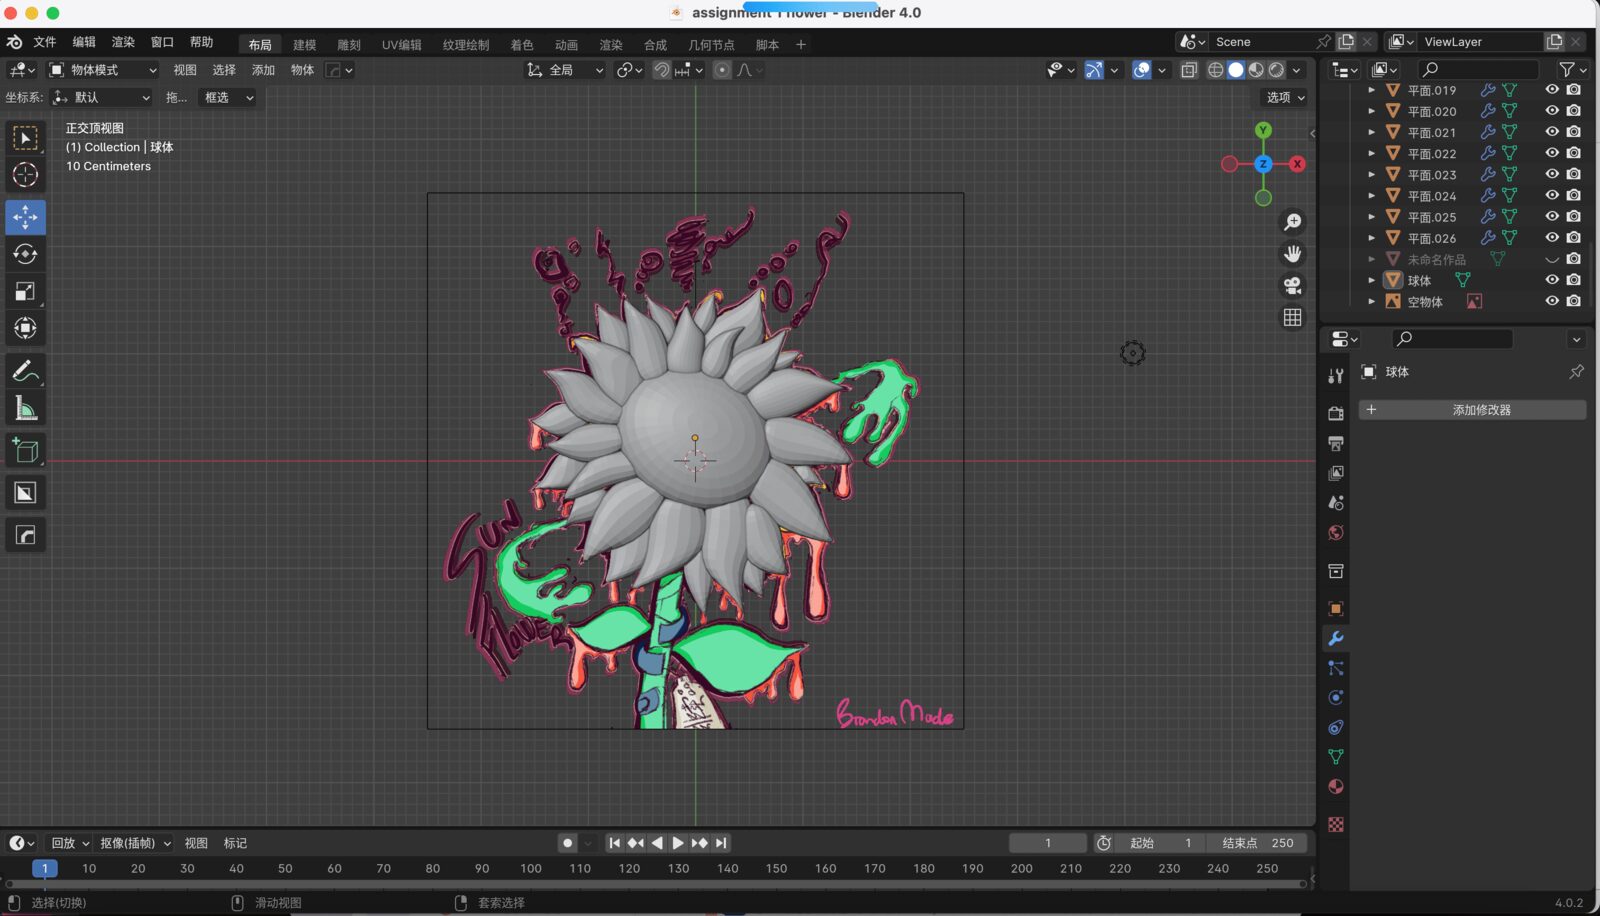 assignment 1 flower - Blender 4.0
文件 编辑 渲染 窗口 帮助 布局 建模 雕刻 UV编辑 纹理绘制 着色 动画 渲染 合成 几何节点 脚本 + Scene ViewLayer
物体模式 视图 选择 添加 物体 全局
坐标系: 默认 拖... 框选 选项
正交顶视图
(1) Collection | 球体
10 Centimeters
Y
Z
X
平面.019
平面.020
平面.021
平面.022
平面.023
平面.024
平面.025
平面.026
未命名作品
球体
空物体
球体
+ 添加修改器
SUN
FLOWER
Brandon Made
回放 抠像(插帧) 视图 标记 1 起始 1 结束点 250
1 10 20 30 40 50 60 70 80 90 100 110 120 130 140 150 160 170 180 190 200 210 220 230 240 250
选择(切换) 滑动视图 套索选择 4.0.2